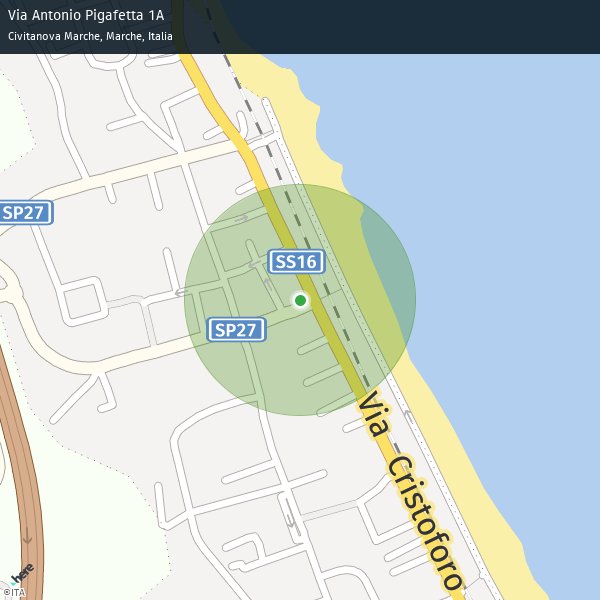 Via Antonio Pigafetta 1A
Civitanova Marche, Marche, Italia
SP27
SS16
SP27
Via Cristoforo
here
©ITA